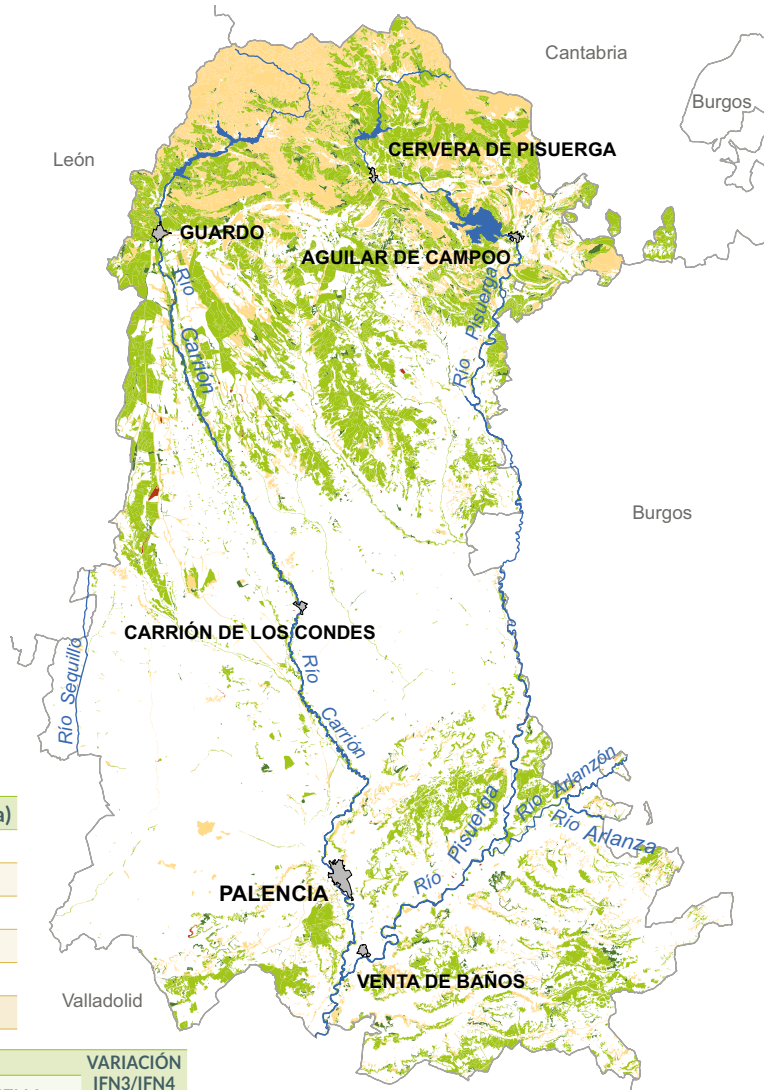 Cantabria
Burgos
León
CERVERA DE PISUERGA
GUARDO
AGUILAR DE CAMPOO
Río Carrión
Río Pisuerga
Burgos
CARRIÓN DE LOS CONDES
Río Sequillo
Río Carrión
Río Pisuerga
Río Arlanzón
Río Arlanza
a)
PALENCIA
VENTA DE BAÑOS
Valladolid
VARIACIÓN
IFN3/IFN4